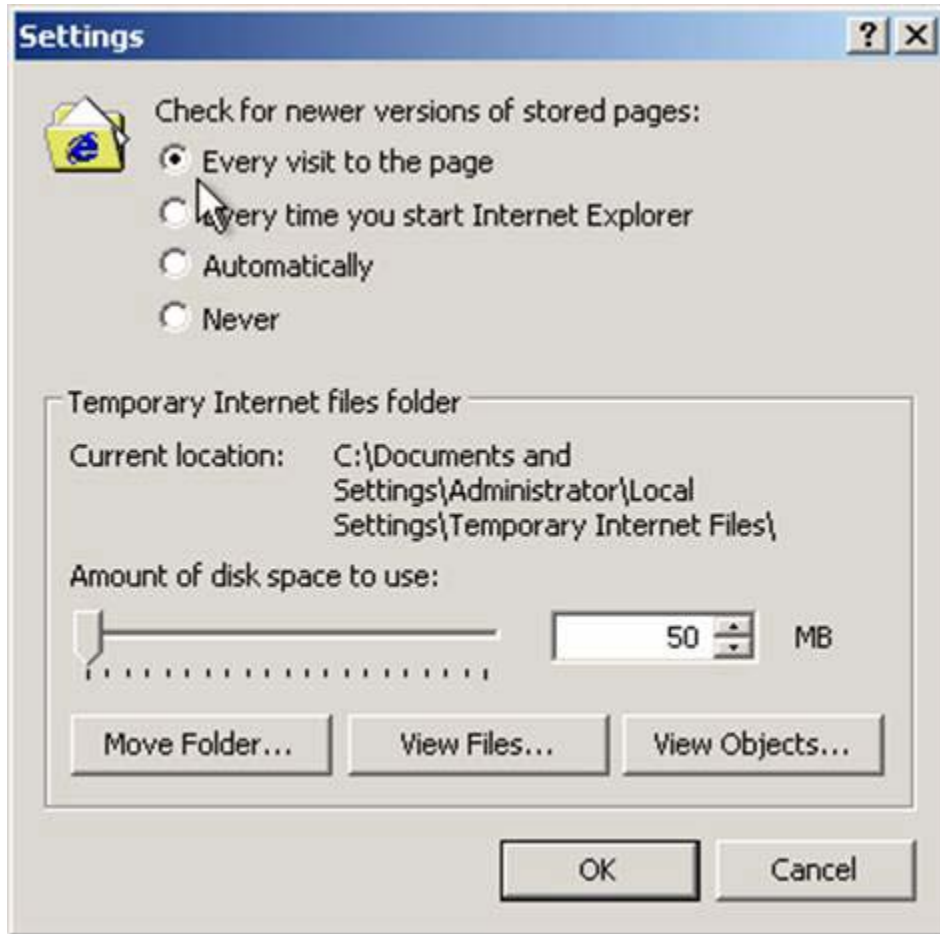 Settings
Check for newer versions of stored pages:
Every visit to the page
Every time you start Internet Explorer
Automatically
Never
Temporary Internet files folder
Current location: C:\Documents and
Settings\Administrator\Local
Settings\Temporary Internet Files\
Amount of disk space to use:
50 MB
Move Folder... View Files... View Objects...
OK Cancel